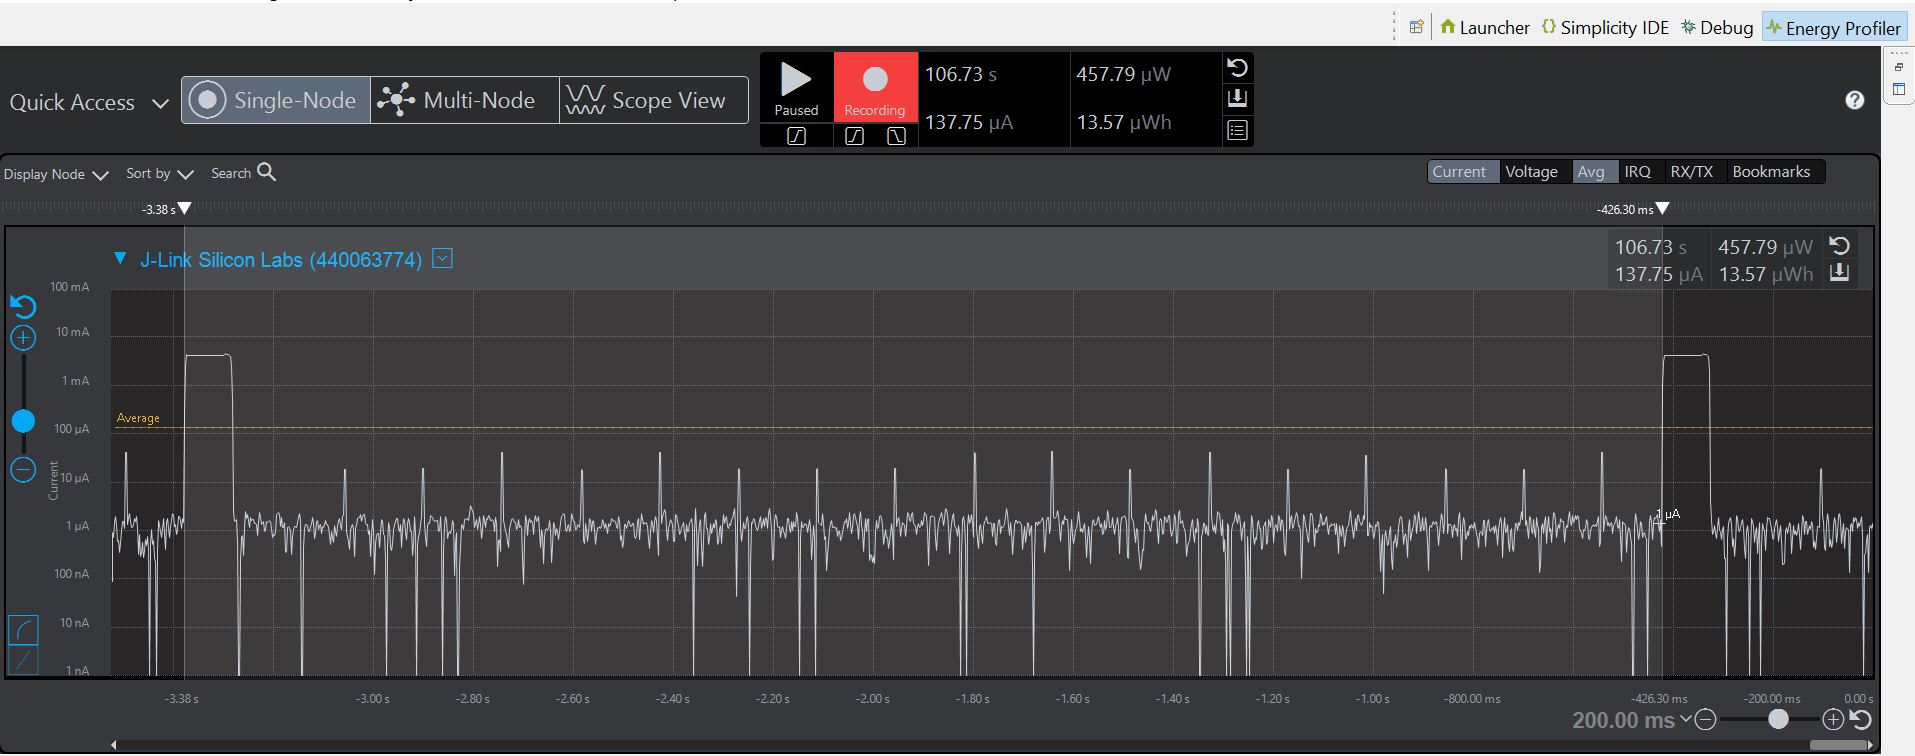 Launcher Simplicity IDE Debug Energy Profiler
Quick Access Single-Node Multi-Node Scope View
Paused Recording
106.73 s 457.79 µW
137.75 µA 13.57 µWh
Display Node Sort by Search
Current Voltage Avg IRQ RX/TX Bookmarks
-3.38 s -426.30 ms
J-Link Silicon Labs (440063774)
106.73 s 457.79 µW
137.75 µA 13.57 µWh
100 mA
10 mA
1 mA
Average
100 µA
10 µA
Current
1 µA
1 µA
100 nA
10 nA
1 nA
-3.38 s -3.00 s -2.80 s -2.60 s -2.40 s -2.20 s -2.00 s -1.80 s -1.60 s -1.40 s -1.20 s -1.00 s -800.00 ms -426.30 ms -200.00 ms 0.00 s
200.00 ms